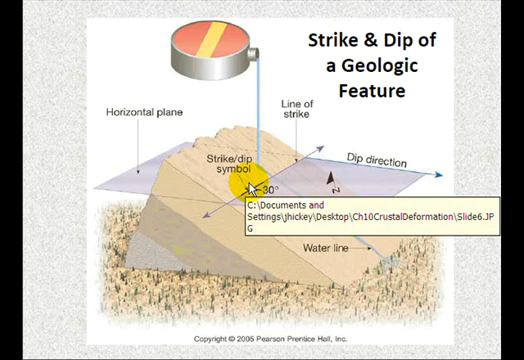 Strike & Dip of
a Geologic
Feature
Horizontal plane
Line of
strike
Strike/dip
symbol
Dip direction
30°
N
C:\Documents and
Settings\jhickey\Desktop\Ch10CrustalDeformation\Slide6.JP
G
Water line
Copyright © 2005 Pearson Prentice Hall, Inc.